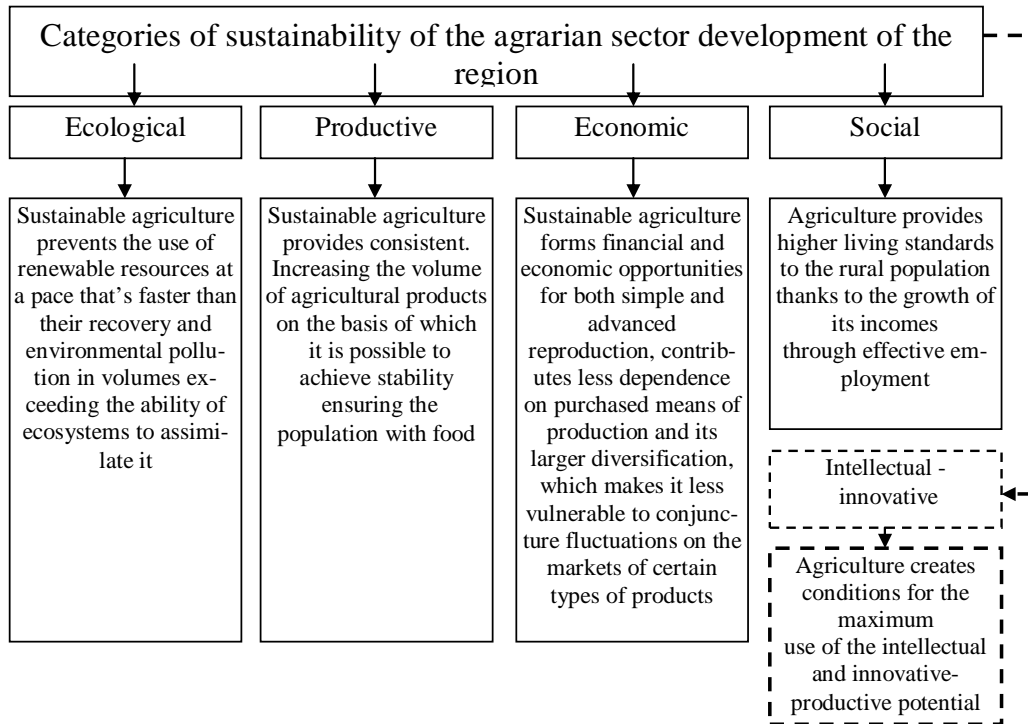 Categories of sustainability of the agrarian sector development of the
region
Ecological
Productive
Economic
Social
Sustainable agriculture
prevents the use of
renewable resources at
a pace that's faster than
their recovery and
environmental pollu-
tion in volumes ex-
ceeding the ability of
ecosystems to assimi-
late it
Sustainable agriculture
provides consistent.
Increasing the volume
of agricultural products
on the basis of which
it is possible to
achieve stability
ensuring the
population with food
Sustainable agriculture
forms financial and
economic opportunities
for both simple and
advanced
reproduction, contrib-
utes less dependence
on purchased means of
production and its
larger diversification,
which makes it less
vulnerable to conjunc-
ture fluctuations on the
markets of certain
types of products
Agriculture provides
higher living standards
to the rural population
thanks to the growth of
its incomes
through effective em-
ployment
Intellectual -
innovative
Agriculture creates
conditions for the
maximum
use of the intellectual
and innovative-
productive potential